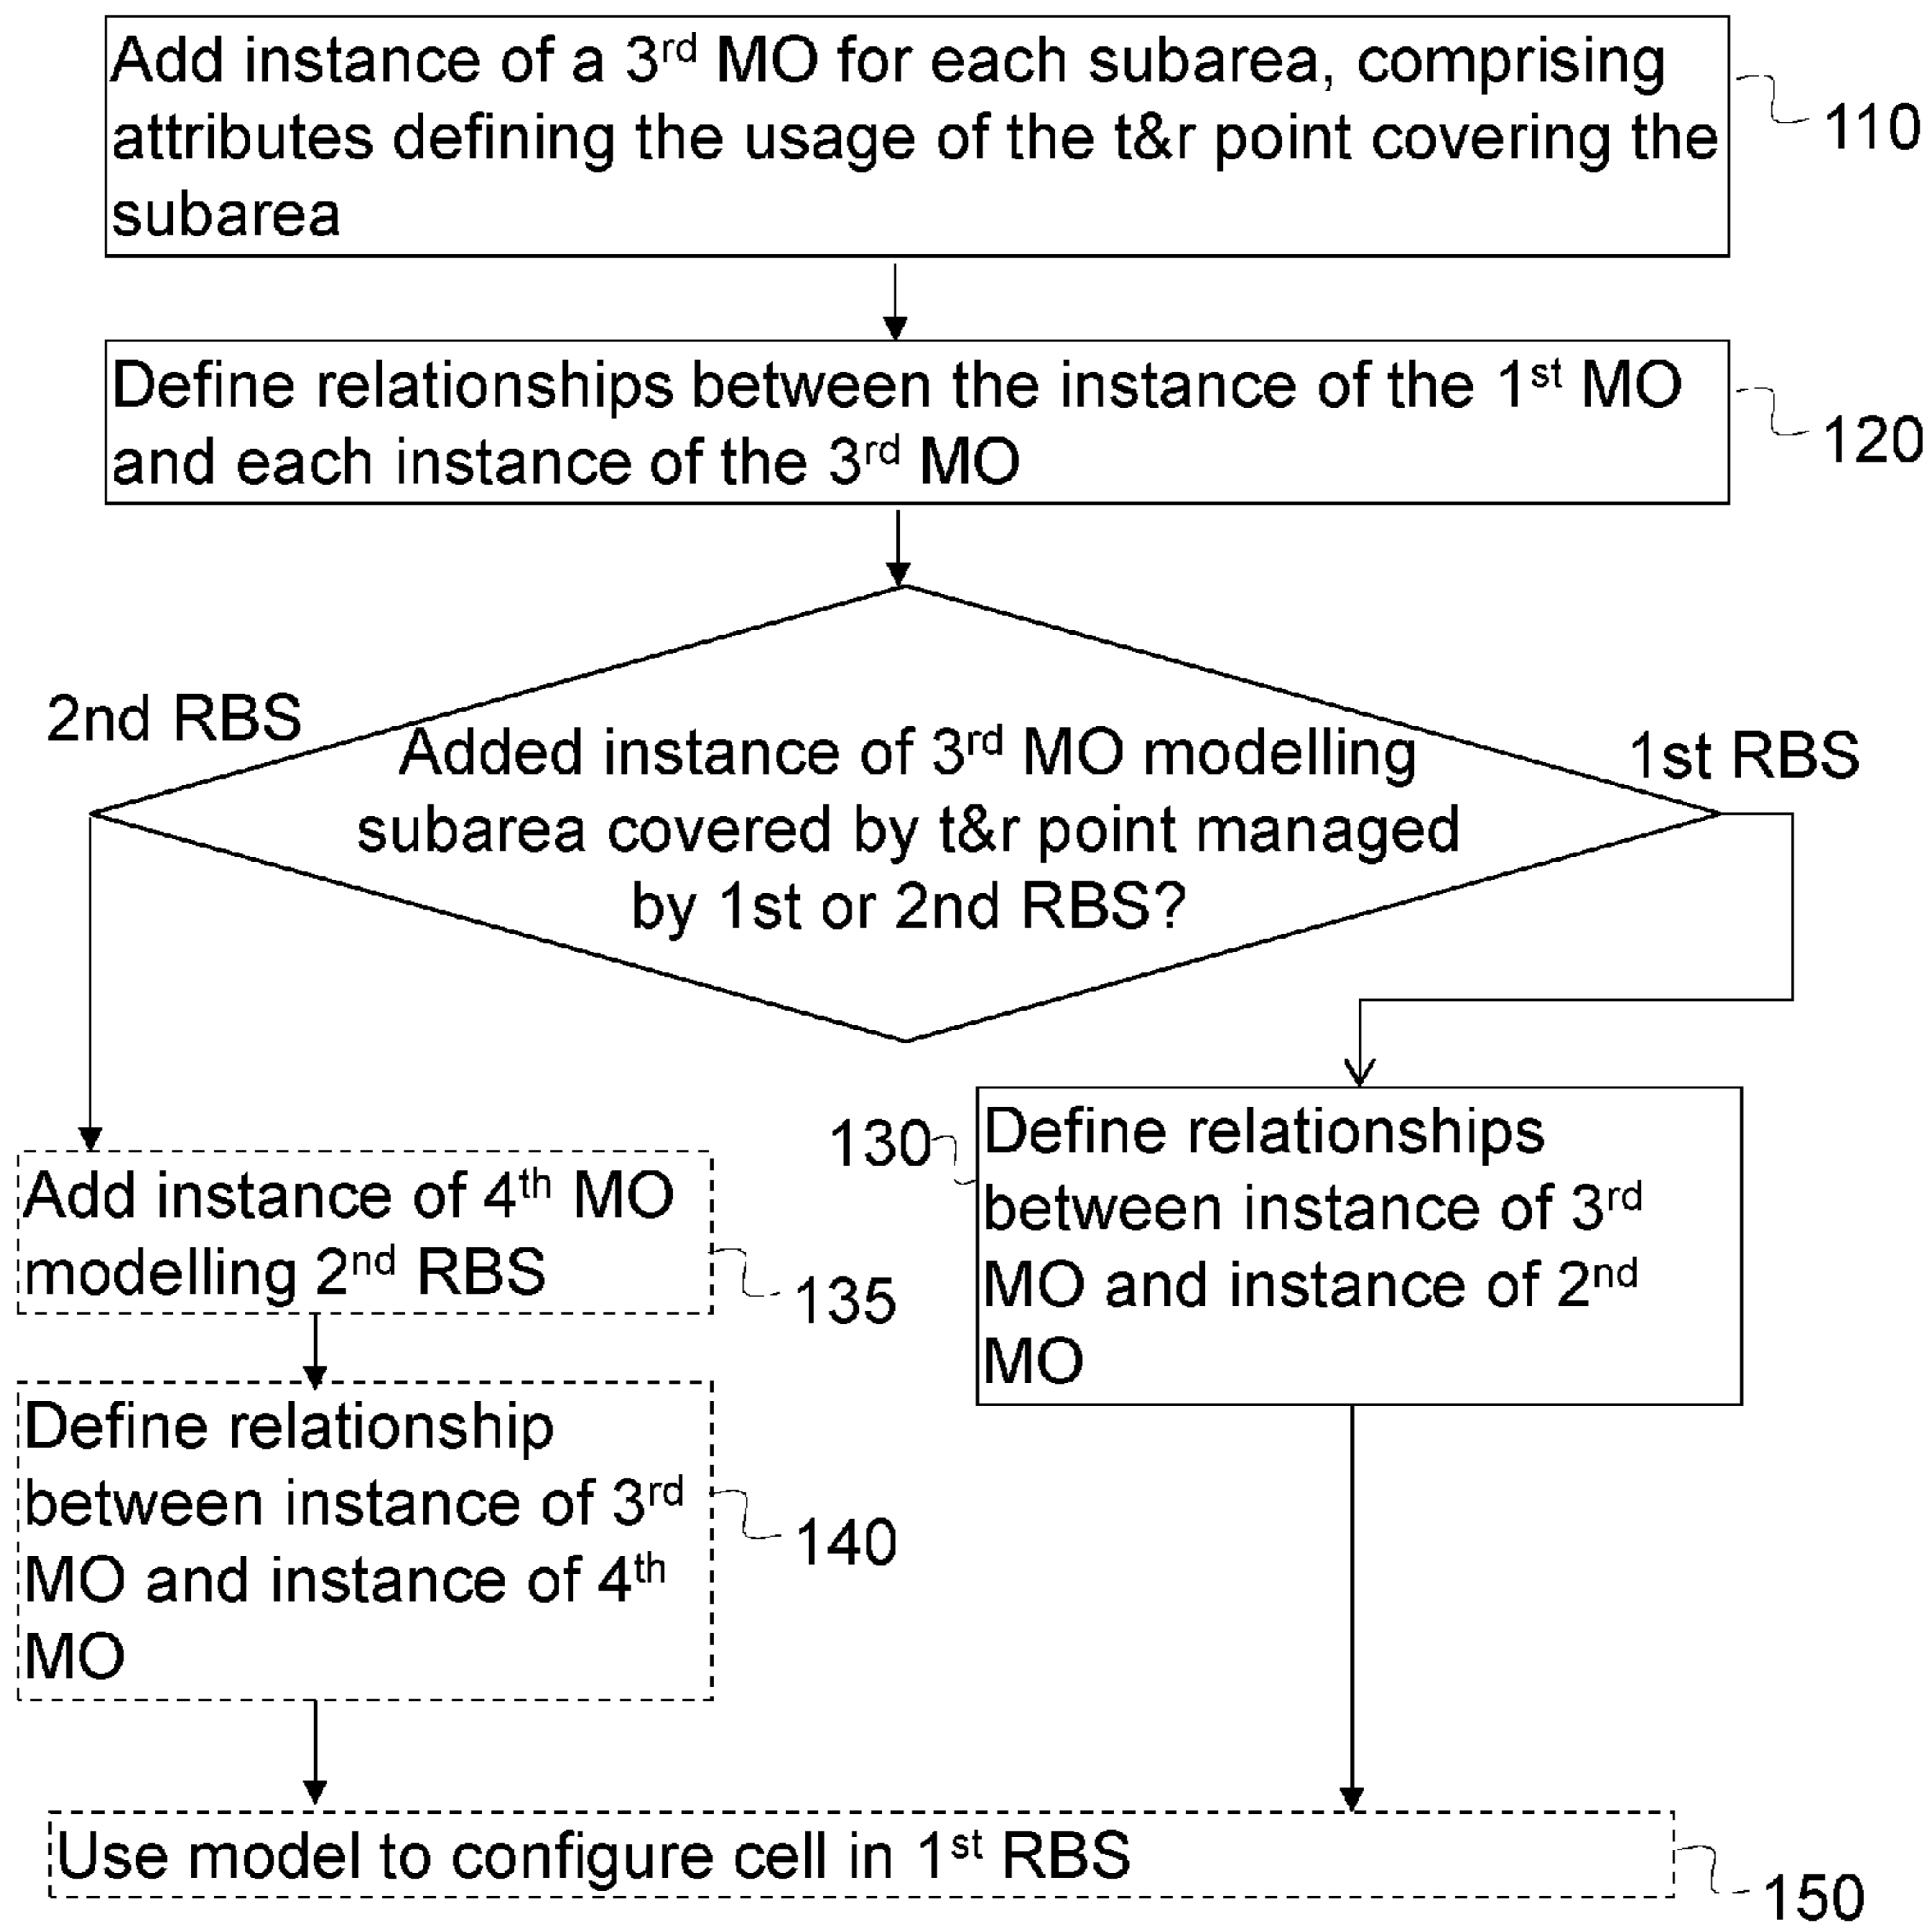 Add instance of a 3rd MO for each subarea, comprising
attributes defining the usage of the t&r point covering the
subarea
110
Define relationships between the instance of the 1st MO
and each instance of the 3rd MO
120
2nd RBS
1st RBS
Added instance of 3rd MO modelling
subarea covered by t&r point managed
by 1st or 2nd RBS?
130
Define relationships
between instance of 3rd
MO and instance of 2nd
MO
Add instance of 4th MO
modelling 2nd RBS
135
Define relationship
between instance of 3rd
MO and instance of 4th
MO
140
Use model to configure cell in 1st RBS
150